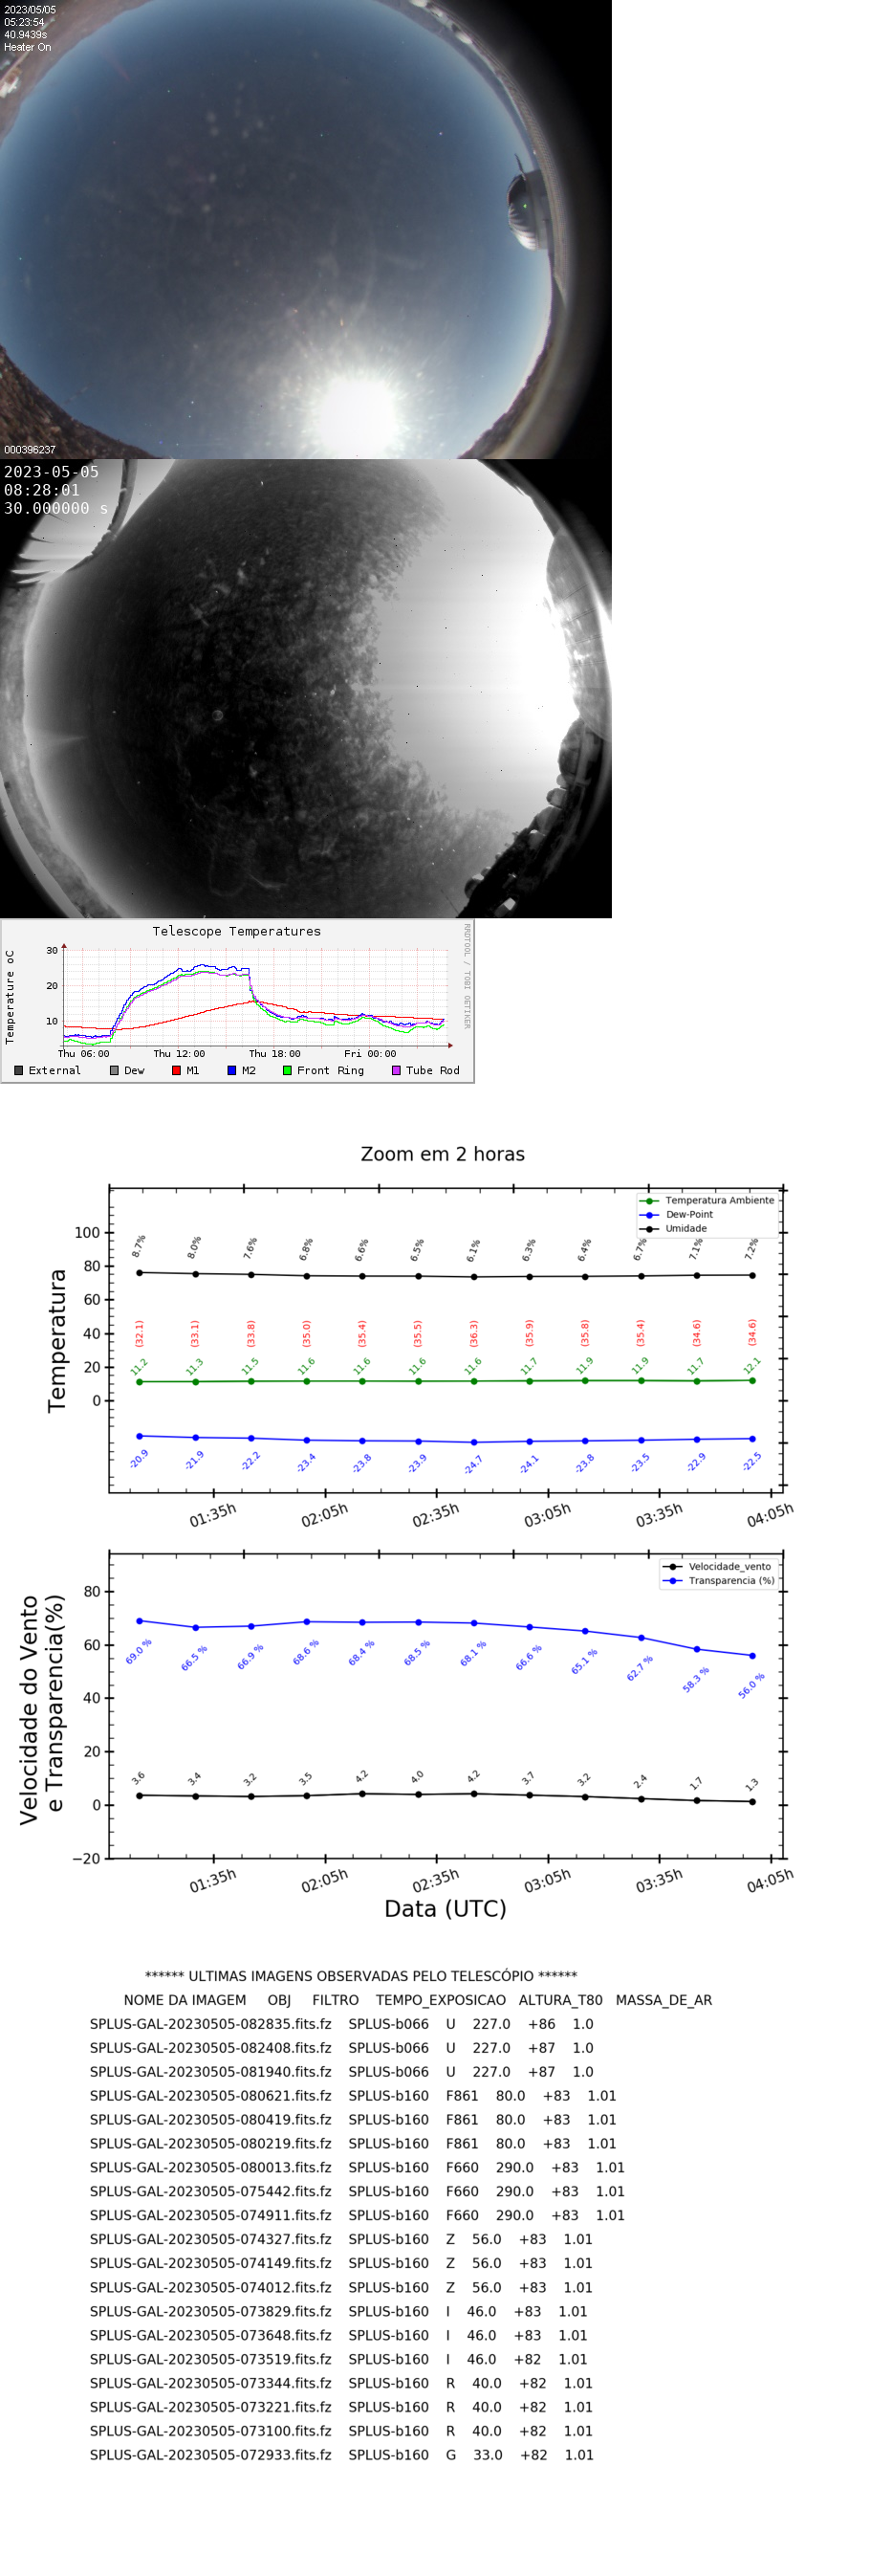 2023/05/05
05:23:54
40.9439s
Heater On
000396237
2023-05-05
08:28:01
30.000000 s
Telescope Temperatures
RRDTOOL / TOBI OETIKER
Temperature oC
30
20
10
Thu 06:00 Thu 12:00 Thu 18:00 Fri 00:00
External Dew M1 M2 Front Ring Tube Rod
Zoom em 2 horas
Temperatura Ambiente
Dew-Point
Umidade
Temperatura
100
80
60
40
20
0
8.7% 8.0% 7.6% 6.8% 6.6% 6.5% 6.1% 6.3% 6.4% 6.7% 7.1% 7.2%
(32.1) (33.1) (33.8) (35.0) (35.4) (35.5) (36.3) (35.9) (35.8) (35.4) (34.6) (34.6)
11.2 11.3 11.5 11.6 11.6 11.6 11.6 11.7 11.9 11.9 11.7 12.1
-20.9 -21.9 -22.2 -23.4 -23.8 -23.9 -24.7 -24.1 -23.8 -23.5 -22.9 -22.5
01:35h 02:05h 02:35h 03:05h 03:35h 04:05h
Velocidade_vento
Transparencia (%)
Velocidade do Vento
e Transparencia(%)
80
60
40
20
0
−20
69.0 % 66.5 % 66.9 % 68.6 % 68.4 % 68.5 % 68.1 % 66.6 % 65.1 % 62.7 % 58.3 % 56.0 %
3.6 3.4 3.2 3.5 4.2 4.0 4.2 3.7 3.2 2.4 1.7 1.3
01:35h 02:05h 02:35h 03:05h 03:35h 04:05h
Data (UTC)
****** ULTIMAS IMAGENS OBSERVADAS PELO TELESCÓPIO ******
NOME DA IMAGEM OBJ FILTRO TEMPO_EXPOSICAO ALTURA_T80 MASSA_DE_AR
SPLUS-GAL-20230505-082835.fits.fz SPLUS-b066 U 227.0 +86 1.0
SPLUS-GAL-20230505-082408.fits.fz SPLUS-b066 U 227.0 +87 1.0
SPLUS-GAL-20230505-081940.fits.fz SPLUS-b066 U 227.0 +87 1.0
SPLUS-GAL-20230505-080621.fits.fz SPLUS-b160 F861 80.0 +83 1.01
SPLUS-GAL-20230505-080419.fits.fz SPLUS-b160 F861 80.0 +83 1.01
SPLUS-GAL-20230505-080219.fits.fz SPLUS-b160 F861 80.0 +83 1.01
SPLUS-GAL-20230505-080013.fits.fz SPLUS-b160 F660 290.0 +83 1.01
SPLUS-GAL-20230505-075442.fits.fz SPLUS-b160 F660 290.0 +83 1.01
SPLUS-GAL-20230505-074911.fits.fz SPLUS-b160 F660 290.0 +83 1.01
SPLUS-GAL-20230505-074327.fits.fz SPLUS-b160 Z 56.0 +83 1.01
SPLUS-GAL-20230505-074149.fits.fz SPLUS-b160 Z 56.0 +83 1.01
SPLUS-GAL-20230505-074012.fits.fz SPLUS-b160 Z 56.0 +83 1.01
SPLUS-GAL-20230505-073829.fits.fz SPLUS-b160 I 46.0 +83 1.01
SPLUS-GAL-20230505-073648.fits.fz SPLUS-b160 I 46.0 +83 1.01
SPLUS-GAL-20230505-073519.fits.fz SPLUS-b160 I 46.0 +82 1.01
SPLUS-GAL-20230505-073344.fits.fz SPLUS-b160 R 40.0 +82 1.01
SPLUS-GAL-20230505-073221.fits.fz SPLUS-b160 R 40.0 +82 1.01
SPLUS-GAL-20230505-073100.fits.fz SPLUS-b160 R 40.0 +82 1.01
SPLUS-GAL-20230505-072933.fits.fz SPLUS-b160 G 33.0 +82 1.01